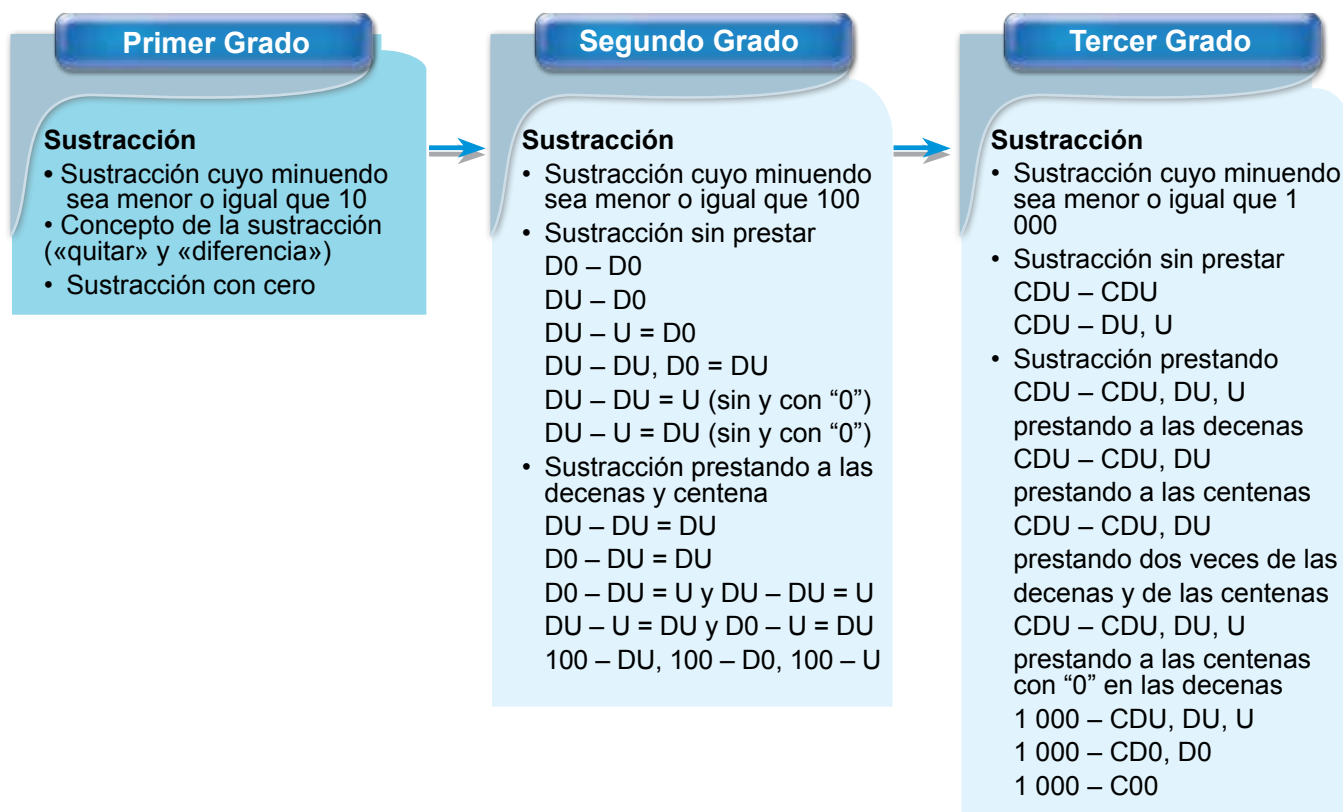 Primer Grado
Sustracción
• Sustracción cuyo minuendo
sea menor o igual que 10
• Concepto de la sustracción
(«quitar» y «diferencia»)
• Sustracción con cero
Segundo Grado
Sustracción
• Sustracción cuyo minuendo
sea menor o igual que 100
• Sustracción sin prestar
D0 – D0
DU – D0
DU – U = D0
DU – DU, D0 = DU
DU – DU = U (sin y con “0”)
DU – U = DU (sin y con “0”)
• Sustracción prestando a las
decenas y centena
DU – DU = DU
D0 – DU = DU
D0 – DU = U y DU – DU = U
DU – U = DU y D0 – U = DU
100 – DU, 100 – D0, 100 – U
Tercer Grado
Sustracción
• Sustracción cuyo minuendo
sea menor o igual que 1
000
• Sustracción sin prestar
CDU – CDU
CDU – DU, U
• Sustracción prestando
CDU – CDU, DU, U
prestando a las decenas
CDU – CDU, DU
prestando a las centenas
CDU – CDU, DU
prestando dos veces de las
decenas y de las centenas
CDU – CDU, DU, U
prestando a las centenas
con “0” en las decenas
1 000 – CDU, DU, U
1 000 – CD0, D0
1 000 – C00